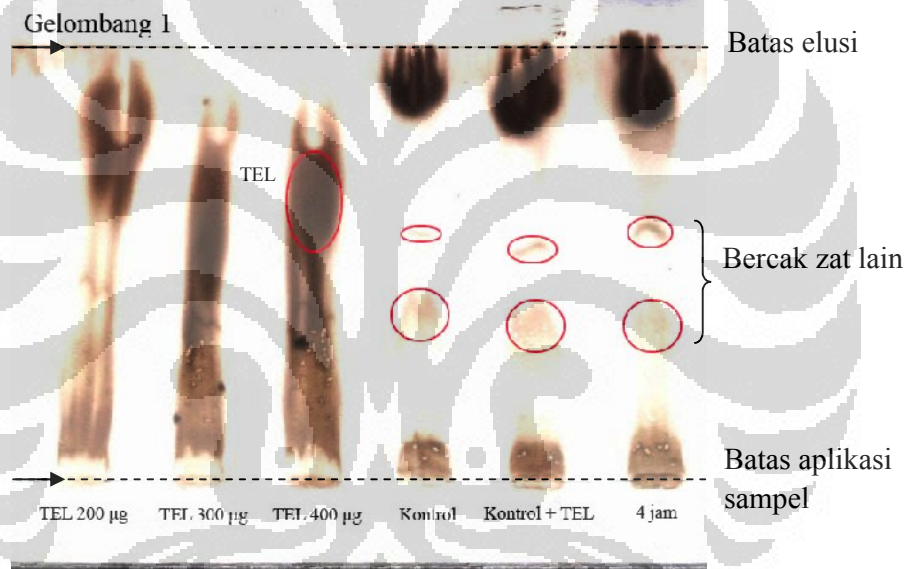 Gelombang 1
Batas elusi
TEL
Bercak zat lain
Batas aplikasi
sampel
TEL 200 µg
TEL 300 µg
TEL 400 µg
Kontrol
Kontrol + TEL
4 jam